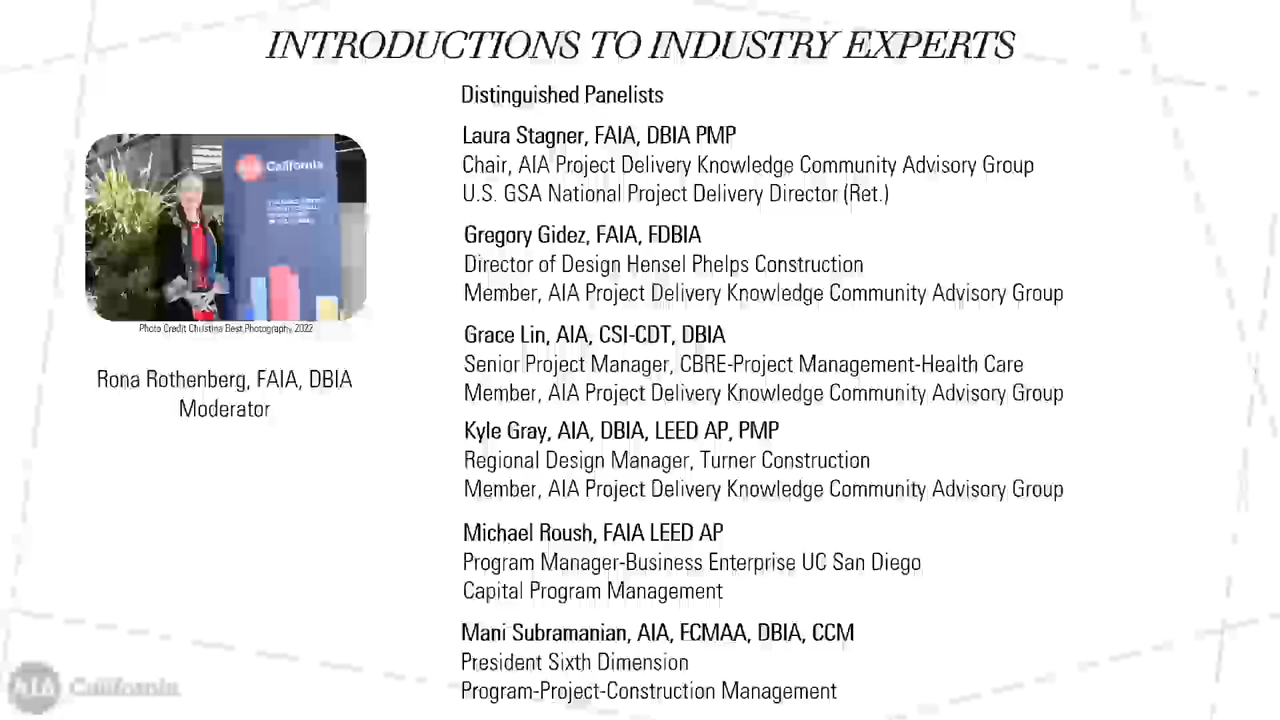 INTRODUCTIONS TO INDUSTRY EXPERTS
Distinguished Panelists
Laura Stagner, FAIA, DBIA PMP
Chair, AIA Project Delivery Knowledge Community Advisory Group
U.S. GSA National Project Delivery Director (Ret.)
Gregory Gidez, FAIA, FDBIA
Director of Design Hensel Phelps Construction
Member, AIA Project Delivery Knowledge Community Advisory Group
Grace Lin, AIA, CSI-CDT, DBIA
Senior Project Manager, CBRE-Project Management-Health Care
Member, AIA Project Delivery Knowledge Community Advisory Group
Kyle Gray, AIA, DBIA, LEED AP, PMP
Regional Design Manager, Turner Construction
Member, AIA Project Delivery Knowledge Community Advisory Group
Michael Roush, FAIA LEED AP
Program Manager-Business Enterprise UC San Diego
Capital Program Management
Mani Subramanian, AIA, FCMAA, DBIA, CCM
President Sixth Dimension
Program-Project-Construction Management
AIA California
Photo Credit Christina Best Photography 2022
Rona Rothenberg, FAIA, DBIA
Moderator
AIA California